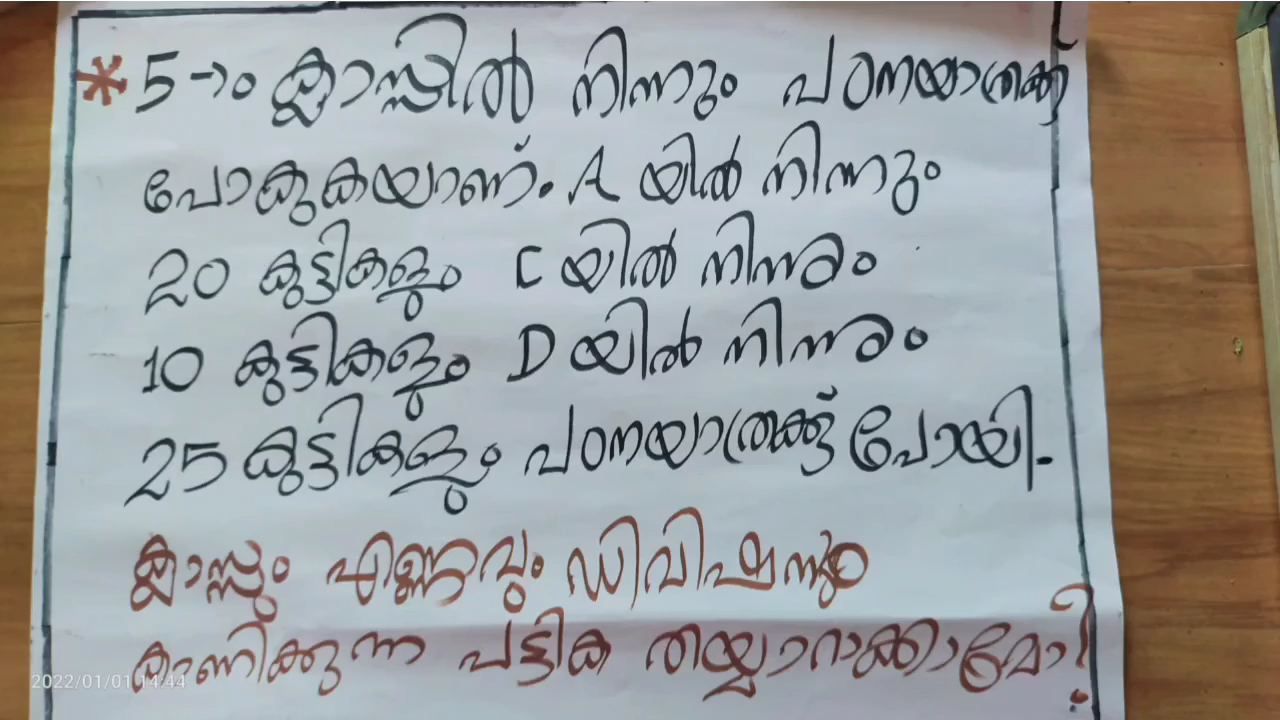 * 5-ാം ക്ലാസ്സിൽ നിന്നും പഠനയാത്രക്ക്
പോകുകയാണ്. A യിൽ നിന്നും
20 കുട്ടികളും C യിൽ നിന്നും
10 കുട്ടികളും D യിൽ നിന്നും
25 കുട്ടികളും പഠനയാത്രക്ക് പോയി.
ക്ലാസ്സും എണ്ണവും ഡിവിഷനും
കാണിക്കുന്ന പട്ടിക തയ്യാറാക്കാമോ?
2022/01/01 14:44